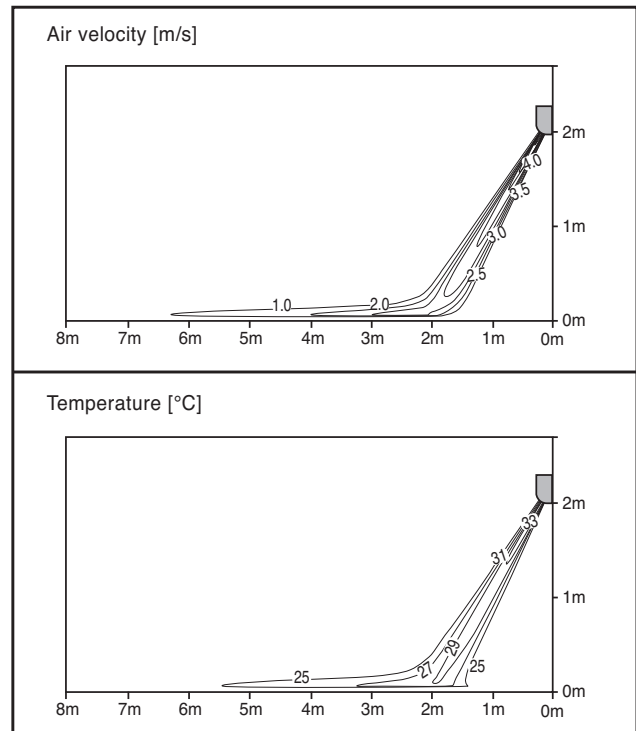 Air velocity [m/s]
2m
4.0
3.5
1m
3.0
2.5
1.0
2.0
0m
8m 7m 6m 5m 4m 3m 2m 1m 0m
Temperature [°C]
2m
33
31
1m
29
27
25
25
0m
8m 7m 6m 5m 4m 3m 2m 1m 0m